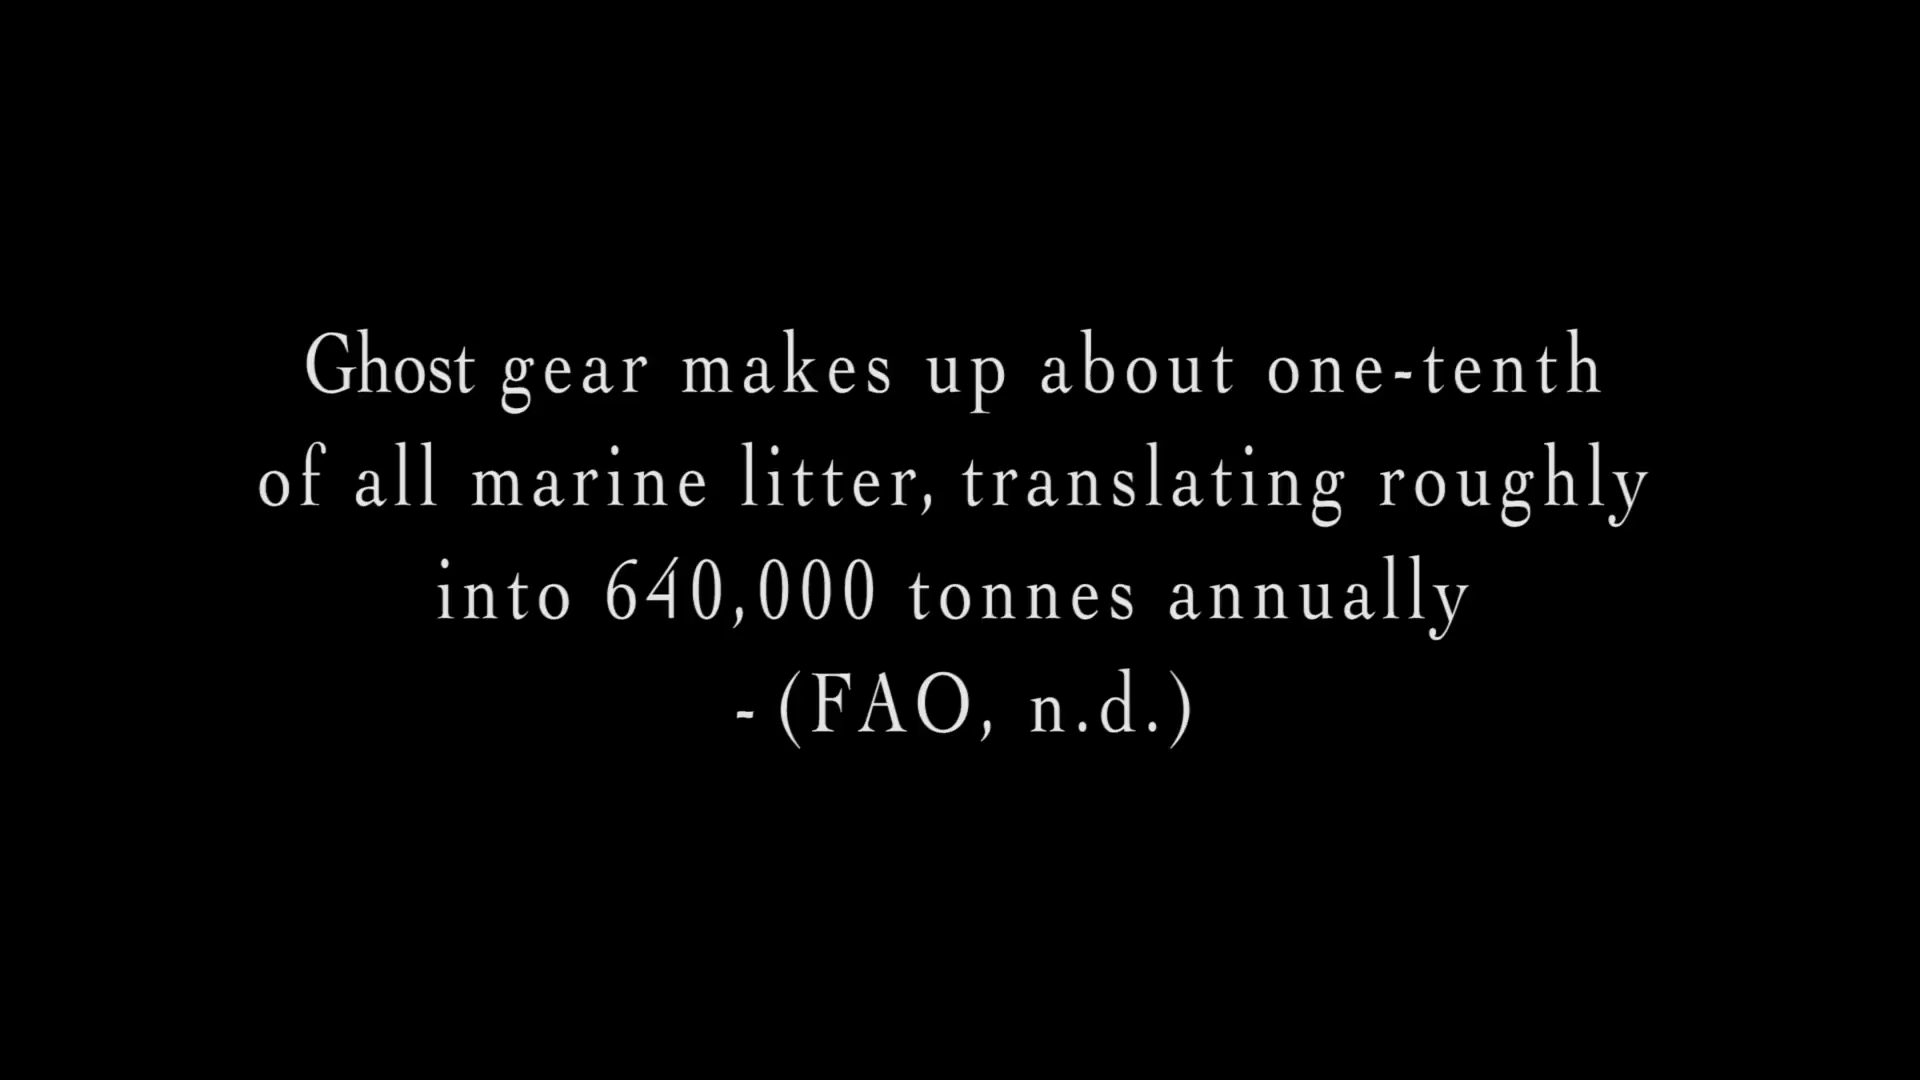 Ghost gear makes up about one-tenth
of all marine litter, translating roughly
into 640,000 tonnes annually
- (FAO, n.d.)